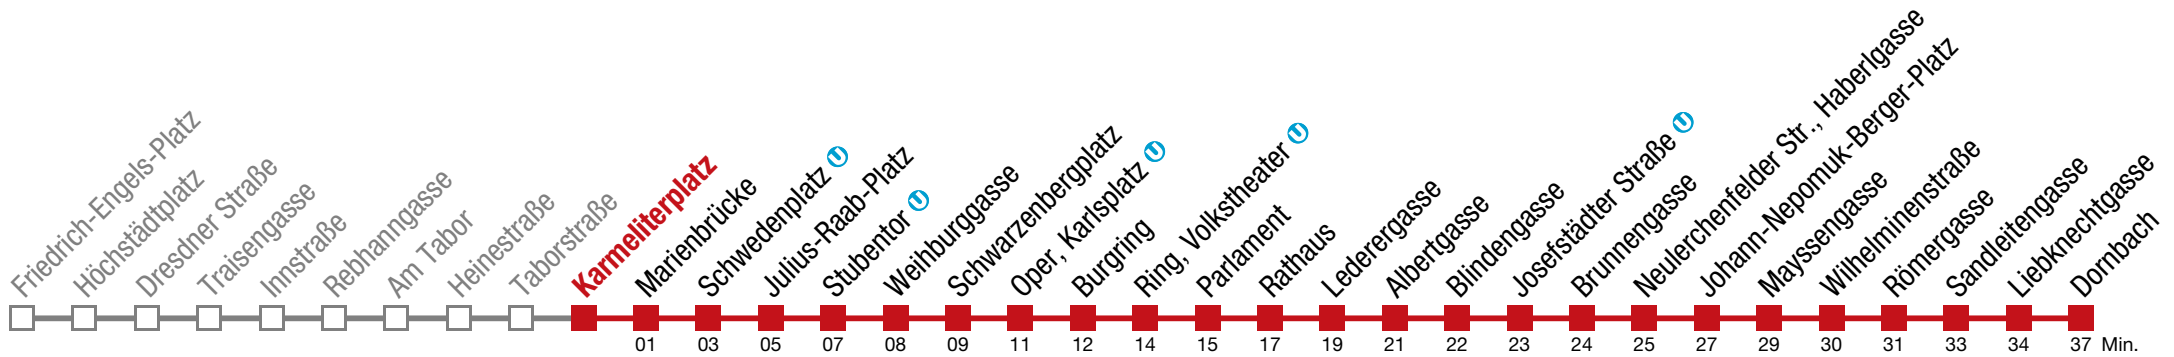 Friedrich-Engels-Platz
Höchstädtplatz
Dresdner Straße
Traisengasse
Innstraße
Rebhanngasse
Am Tabor
Heinestraße
Taborstraße
Karmeliterplatz
Marienbrücke
Schwedenplatz U
Julius-Raab-Platz
Stubentor U
Weihburggasse
Schwarzenbergplatz
Oper, Karlsplatz U
Burgring
Ring, Volkstheater U
Parlament
Rathaus
Lederergasse
Albertgasse
Blindengasse
Josefstädter Straße U
Brunnengasse
Neulerchenfelder Str., Haberlgasse
Johann-Nepomuk-Berger-Platz
Mayssengasse
Wilhelminenstraße
Römergasse
Sandleitengasse
Liebknechtgasse
Dornbach
01 03 05 07 08 09 11 12 14 15 17 19 21 22 23 24 25 27 29 30 31 33 34 37 Min.